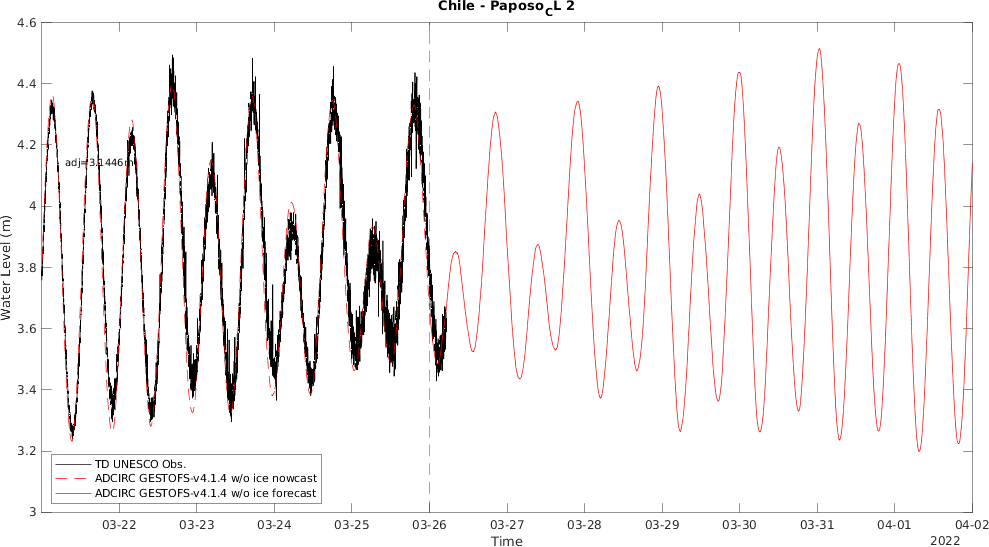 Chile - PaposoCL 2
4.6
4.4
4.2
4
3.8
3.6
3.4
3.2
3
Water Level (m)
adj=3.1446m
TD UNESCO Obs.
ADCIRC GESTOFS-v4.1.4 w/o ice nowcast
ADCIRC GESTOFS-v4.1.4 w/o ice forecast
03-22 03-23 03-24 03-25 03-26 03-27 03-28 03-29 03-30 03-31 04-01 04-02
Time
2022